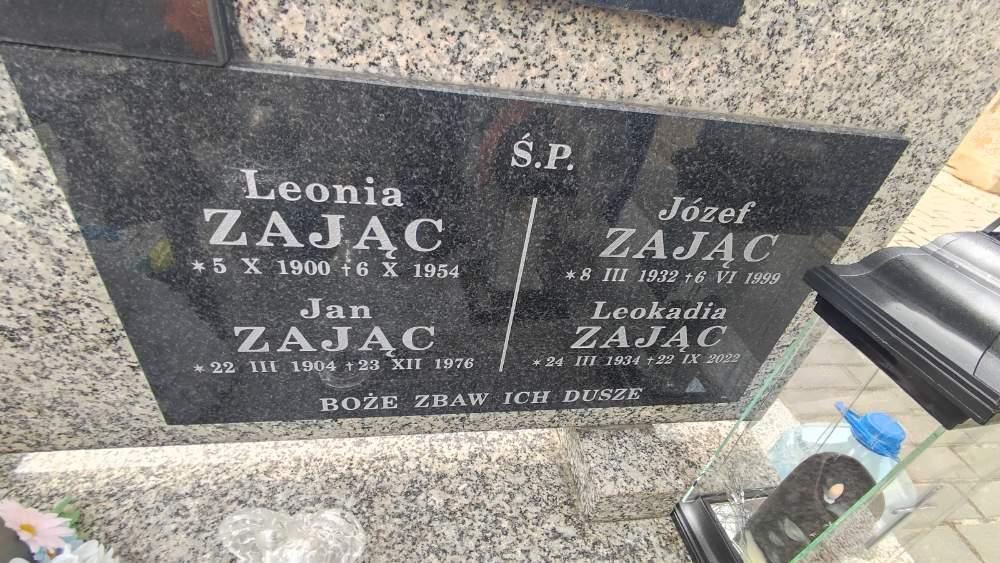 Ś.P.
Leonia
ZAJĄC
*5 X 1900 †6 X 1954
Jan
ZAJĄC
*22 III 1904 †23 XII 1976
Józef
ZAJĄC
*8 III 1932 †6 VI 1999
Leokadia
ZAJĄC
*24 III 1934 †22 IX 2022
BOŻE ZBAW ICH DUSZE